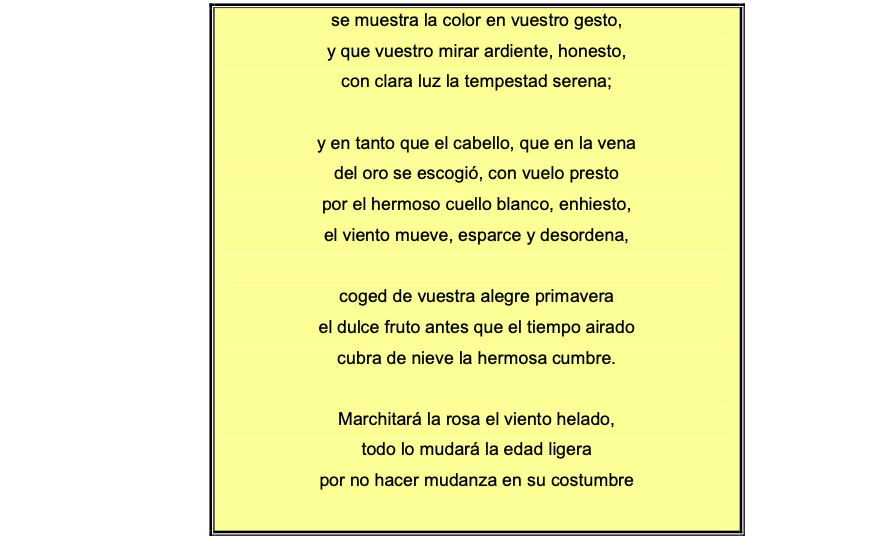 se muestra la color en vuestro gesto,
y que vuestro mirar ardiente, honesto,
con clara luz la tempestad serena;
y en tanto que el cabello, que en la vena
del oro se escogió, con vuelo presto
por el hermoso cuello blanco, enhiesto,
el viento mueve, esparce y desordena,
coged de vuestra alegre primavera
el dulce fruto antes que el tiempo airado
cubra de nieve la hermosa cumbre.
Marchitará la rosa el viento helado,
todo lo mudará la edad ligera
por no hacer mudanza en su costumbre